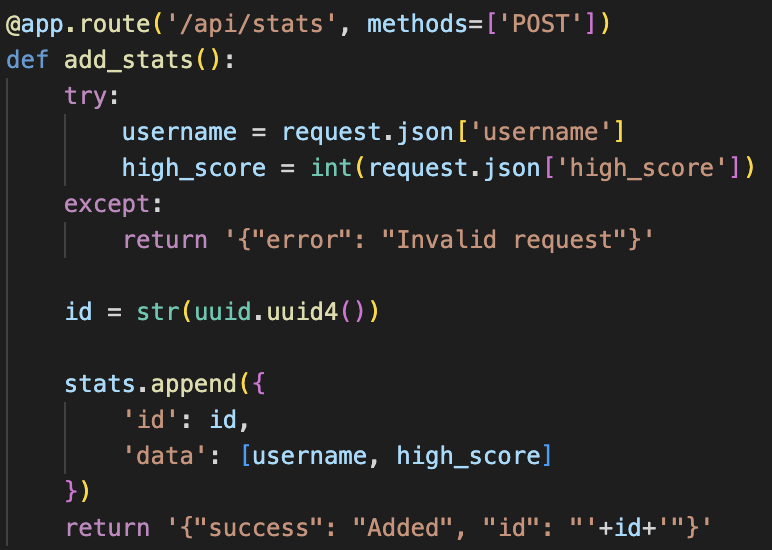 @app.route('/api/stats', methods=['POST'])
def add_stats():
    try:
        username = request.json['username']
        high_score = int(request.json['high_score'])
    except:
        return '{"error": "Invalid request"}'

    id = str(uuid.uuid4())

    stats.append({
        'id': id,
        'data': [username, high_score]
    })
    return '{"success": "Added", "id": "'+id+'"}'